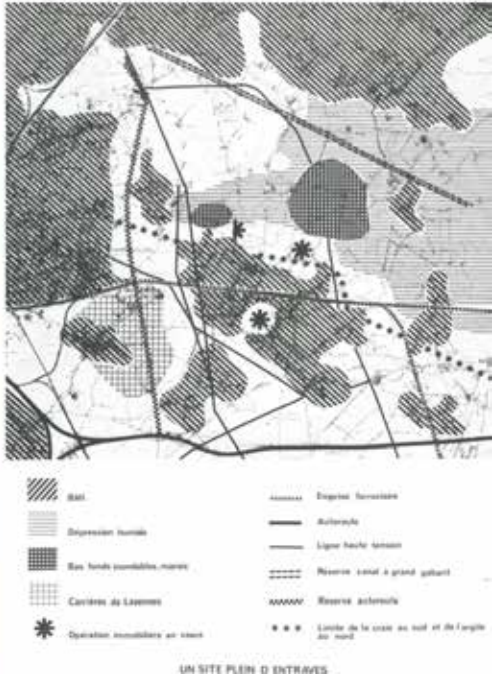 Bâti
Dépression humide
Bas fonds inondables, marais
Carrières de Lezennes
Opération immobilière en cours
Emprise ferroviaire
Autoroute
Ligne haute tension
Réserve canal à grand gabarit
Réserve autoroute
Limite de la craie au sud et de l'argile
au nord
UN SITE PLEIN D ENTRAVES